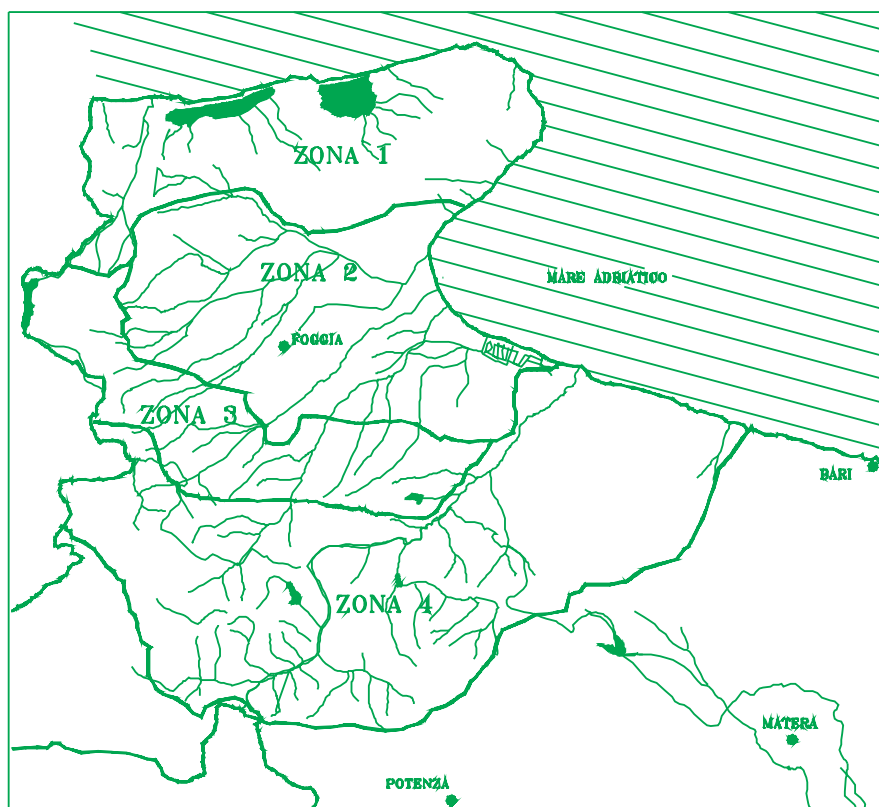 ZONA 1
ZONA 2
MARE ADRIATICO
FOGGIA
ZONA 3
BARI
ZONA 4
MATERA
POTENZA